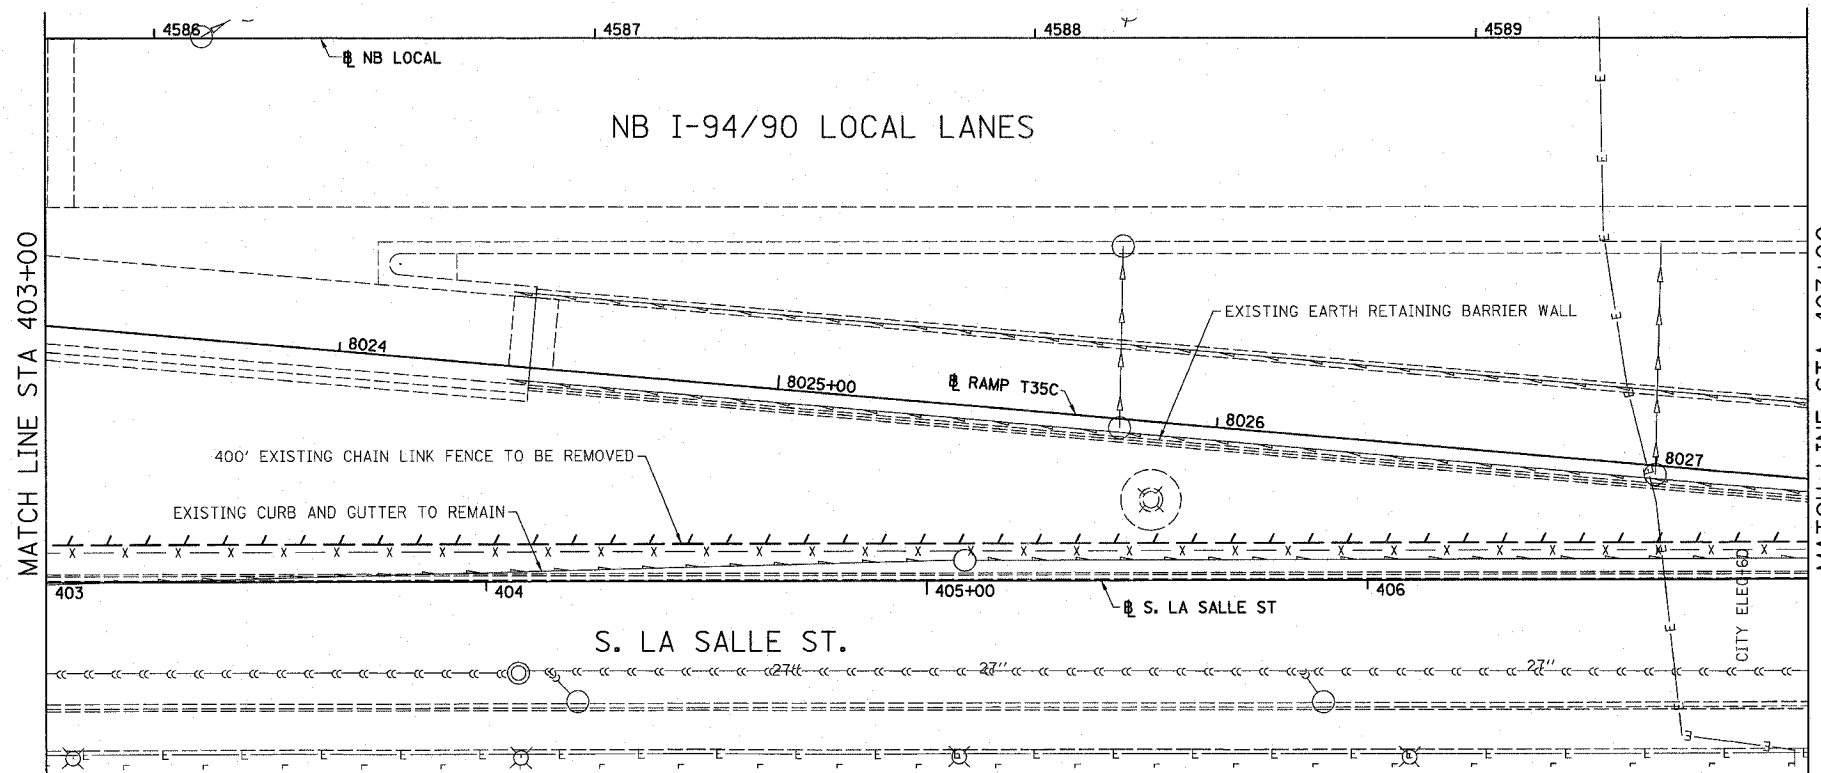 4586
4587
4588
4589
℄ NB LOCAL
NB I-94/90 LOCAL LANES
MATCH LINE STA 403+00
EXISTING EARTH RETAINING BARRIER WALL
8024
8025+00
℄ RAMP T35C
8026
8027
400' EXISTING CHAIN LINK FENCE TO BE REMOVED
EXISTING CURB AND GUTTER TO REMAIN
403
404
405+00
406
℄ S. LA SALLE ST
CITY ELEC-6D
S. LA SALLE ST.
27"
27"
27"